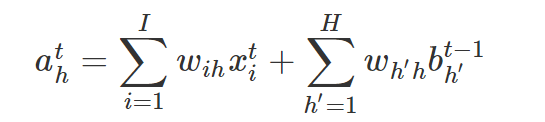 $a_h^t = \sum_{i=1}^{I} w_{ih} x_i^t + \sum_{h'=1}^{H} w_{h'h} b_{h'}^{t-1}$